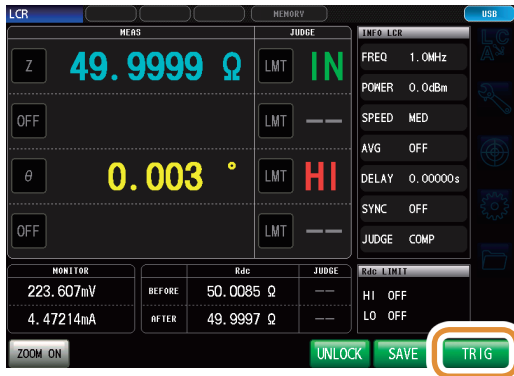 LCR MEMORY USB
MEAS JUDGE INFO LCR
Z 49.9999 Ω LMT IN FREQ 1.0MHz
POWER 0.0dBm
OFF LMT -- SPEED MED
AVG OFF
θ 0.003 ° LMT HI DELAY 0.00000s
SYNC OFF
OFF LMT -- JUDGE COMP
MONITOR Rdc JUDGE Rdc LIMIT
223.607mV BEFORE 50.0085 Ω -- HI OFF
4.47214mA AFTER 49.9997 Ω -- LO OFF
ZOOM ON UNLOCK SAVE TRIG